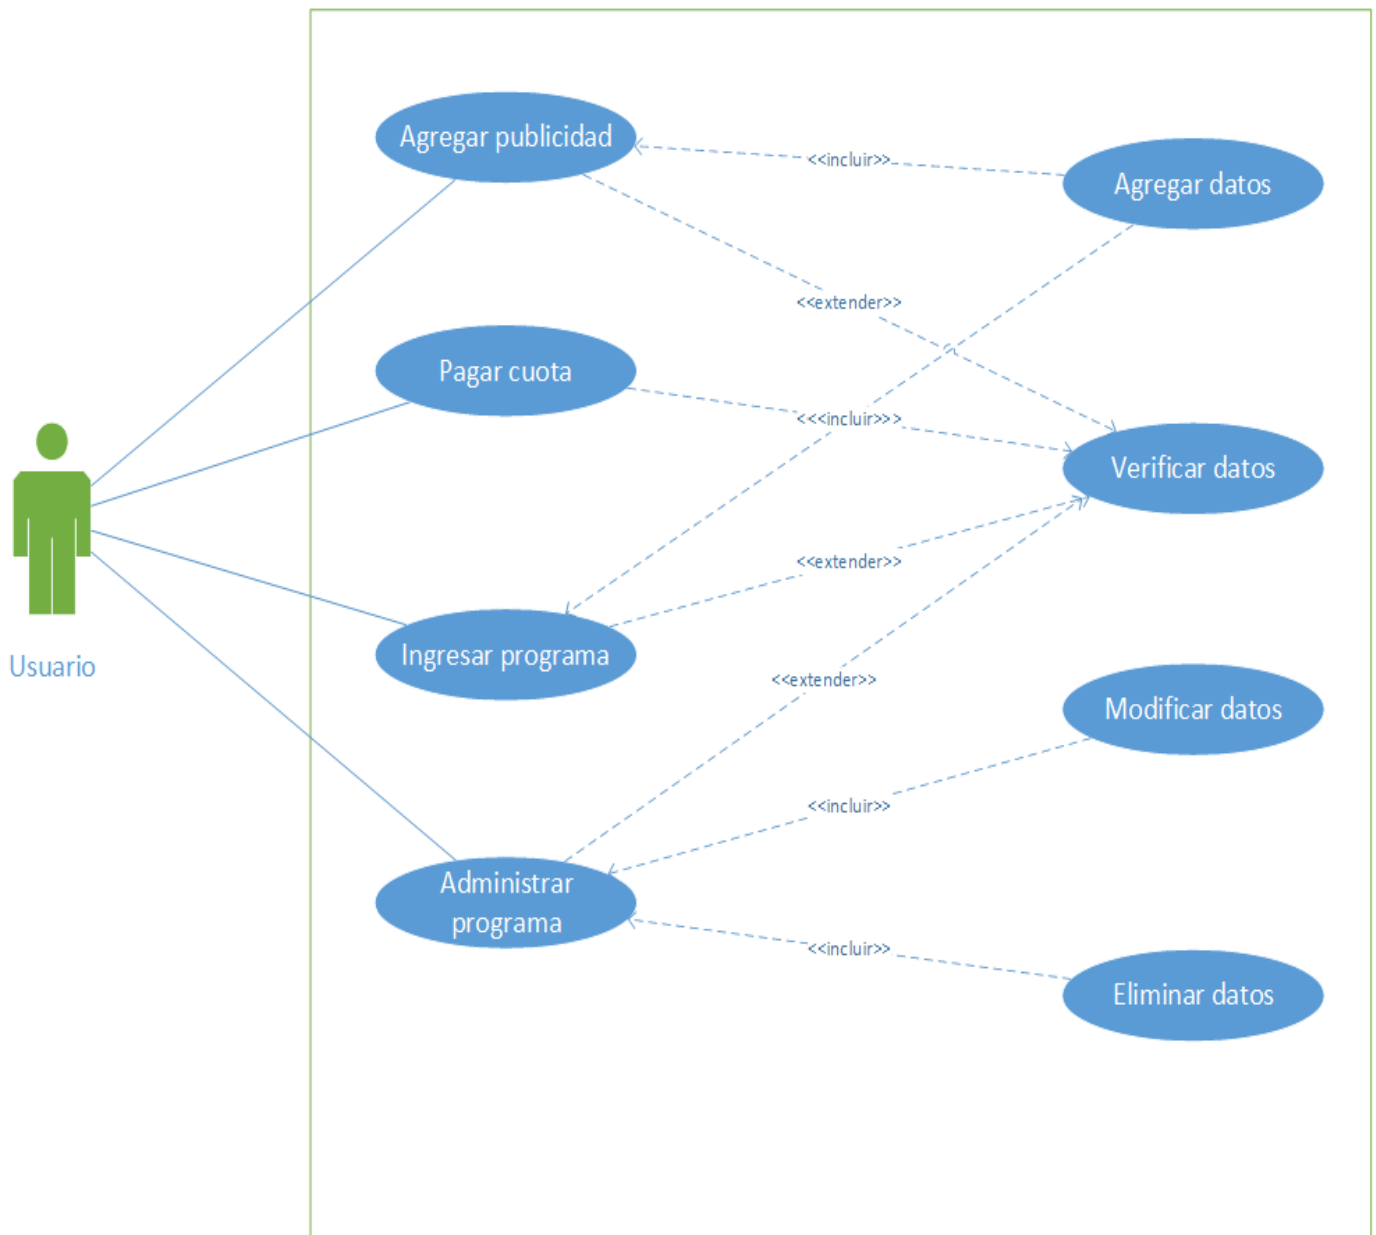 Agregar publicidad
<<incluir>>
Agregar datos
<<extender>>
Pagar cuota
<<<incluir>>>
Verificar datos
<<extender>>
Ingresar programa
Usuario
<<extender>>
Modificar datos
<<incluir>>
Administrar
programa
<<incluir>>
Eliminar datos